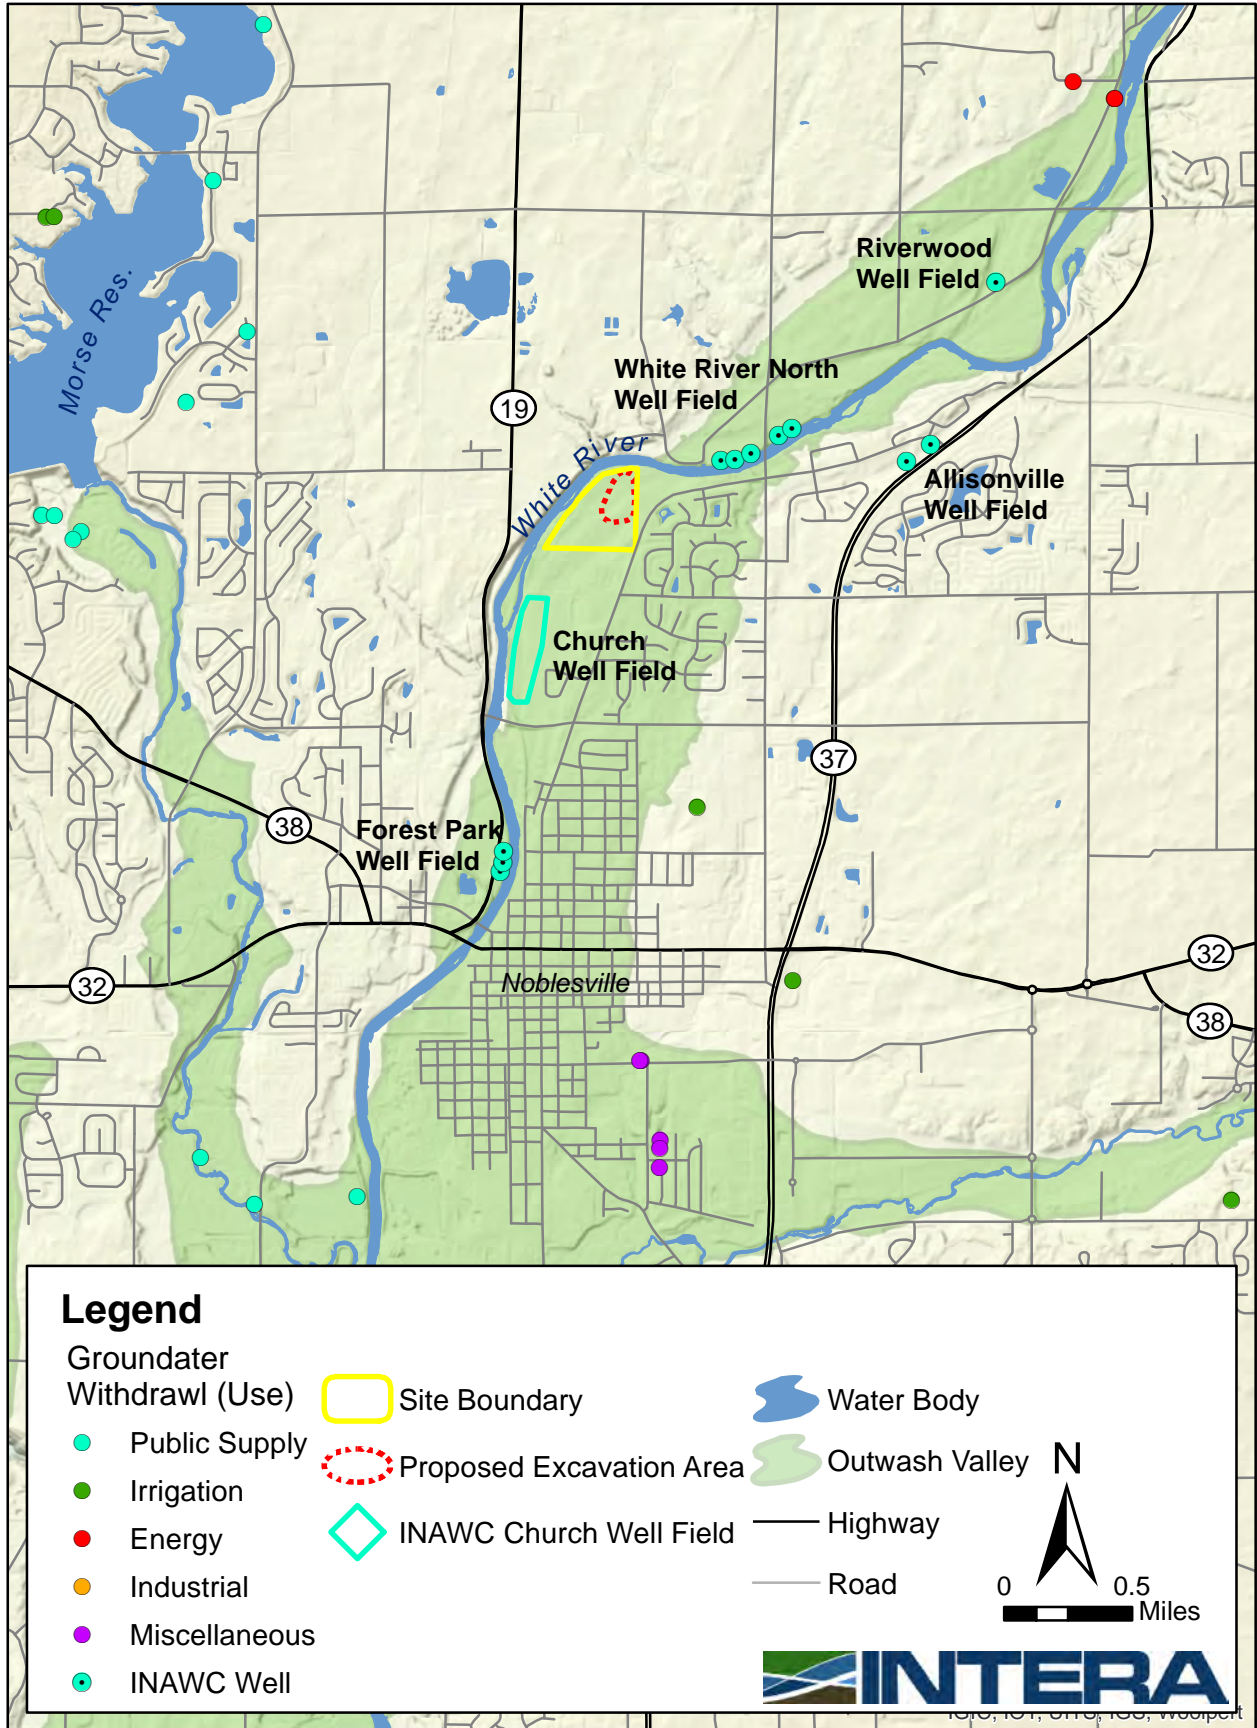 Riverwood
Well Field
Morse Res.
White River North
Well Field
19
White River
Allisonville
Well Field
Church
Well Field
37
38
Forest Park
Well Field
32
32
Noblesville
38
Legend
Groundater
Withdrawl (Use)
Public Supply
Irrigation
Energy
Industrial
Miscellaneous
INAWC Well
Site Boundary
Proposed Excavation Area
INAWC Church Well Field
Water Body
Outwash Valley
Highway
Road
N
0 0.5
Miles
INTERA